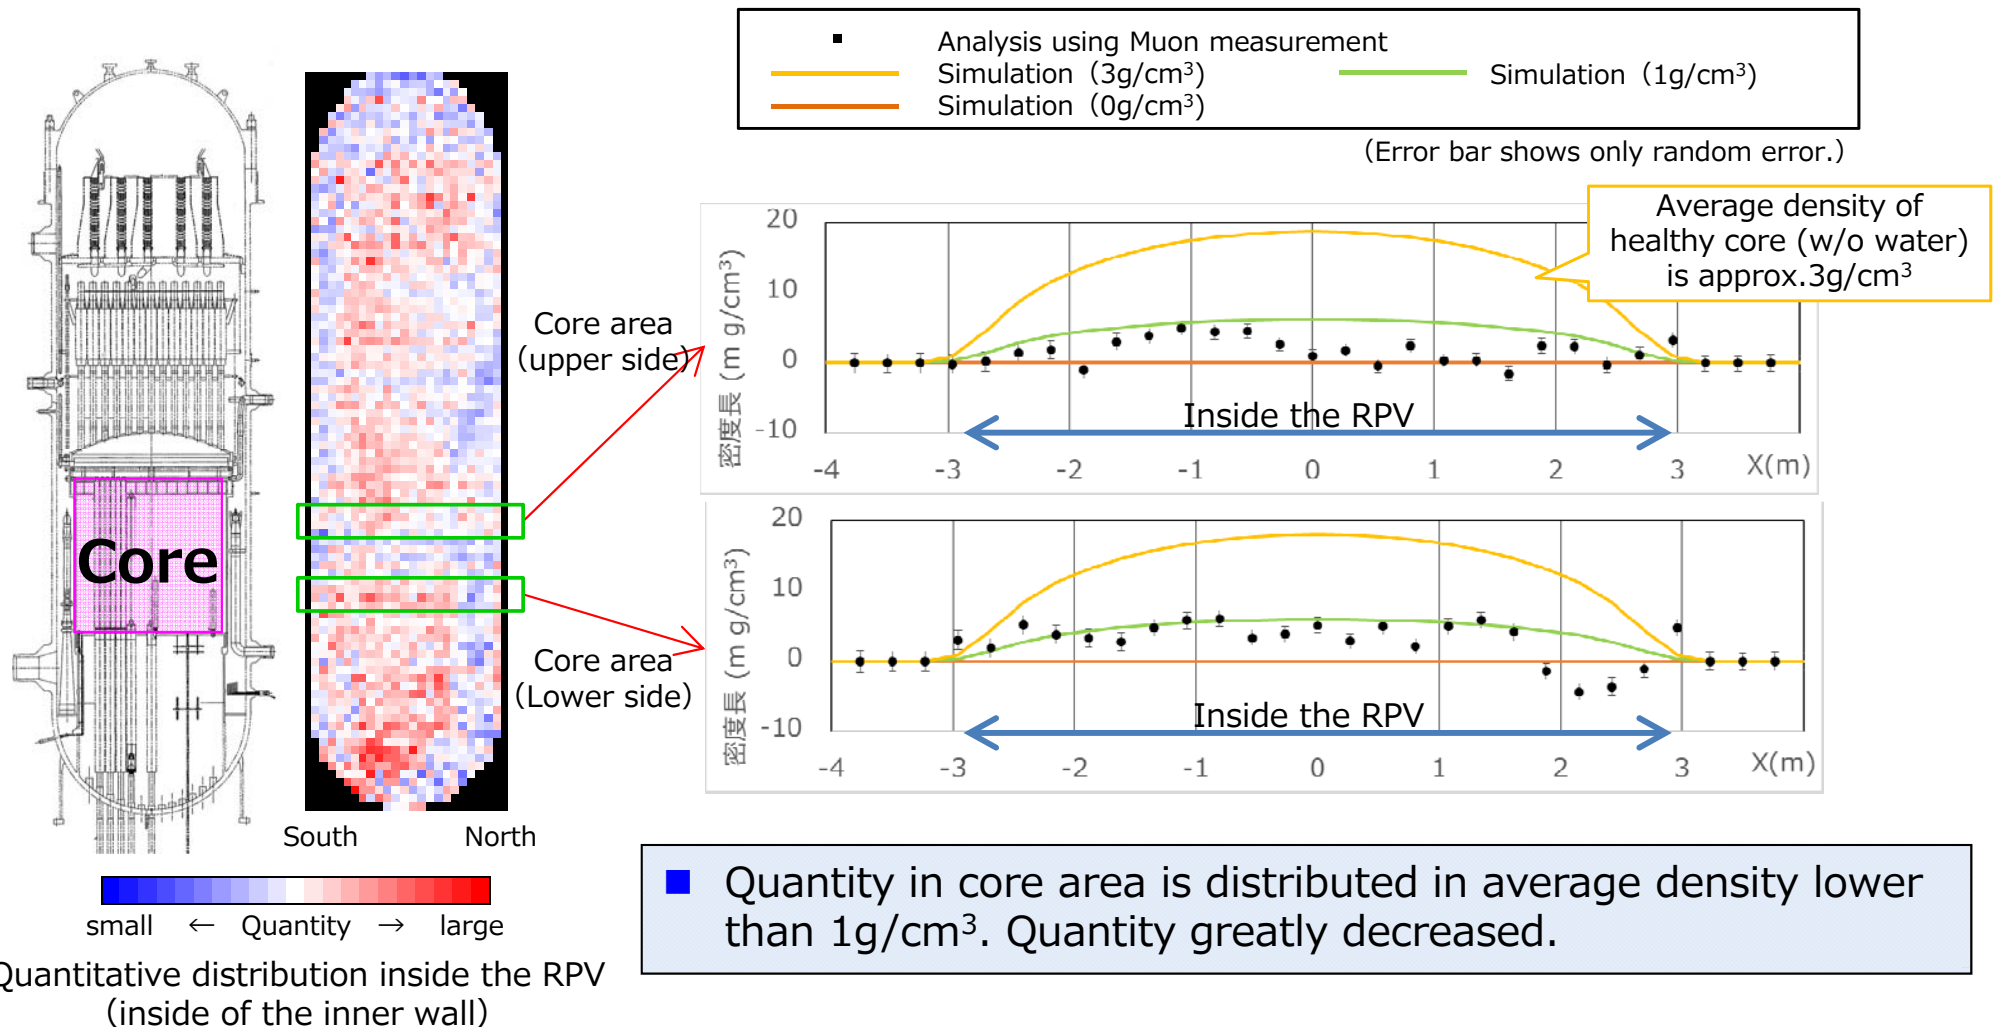 Analysis using Muon measurement
Simulation（3g/cm³）
Simulation（1g/cm³）
Simulation（0g/cm³）
（Error bar shows only random error.）
Average density of
healthy core (w/o water)
is approx.3g/cm³
Core area
（upper side）
密度長 (m g/cm³)
20
10
0
-10
Inside the RPV
-4 -3 -2 -1 0 1 2 3 X(m)
Core
Core area
（Lower side）
密度長 (m g/cm³)
20
10
0
-10
Inside the RPV
-4 -3 -2 -1 0 1 2 3 X(m)
South North
small ← Quantity → large
Quantitative distribution inside the RPV
（inside of the inner wall）
Quantity in core area is distributed in average density lower
than 1g/cm³. Quantity greatly decreased.